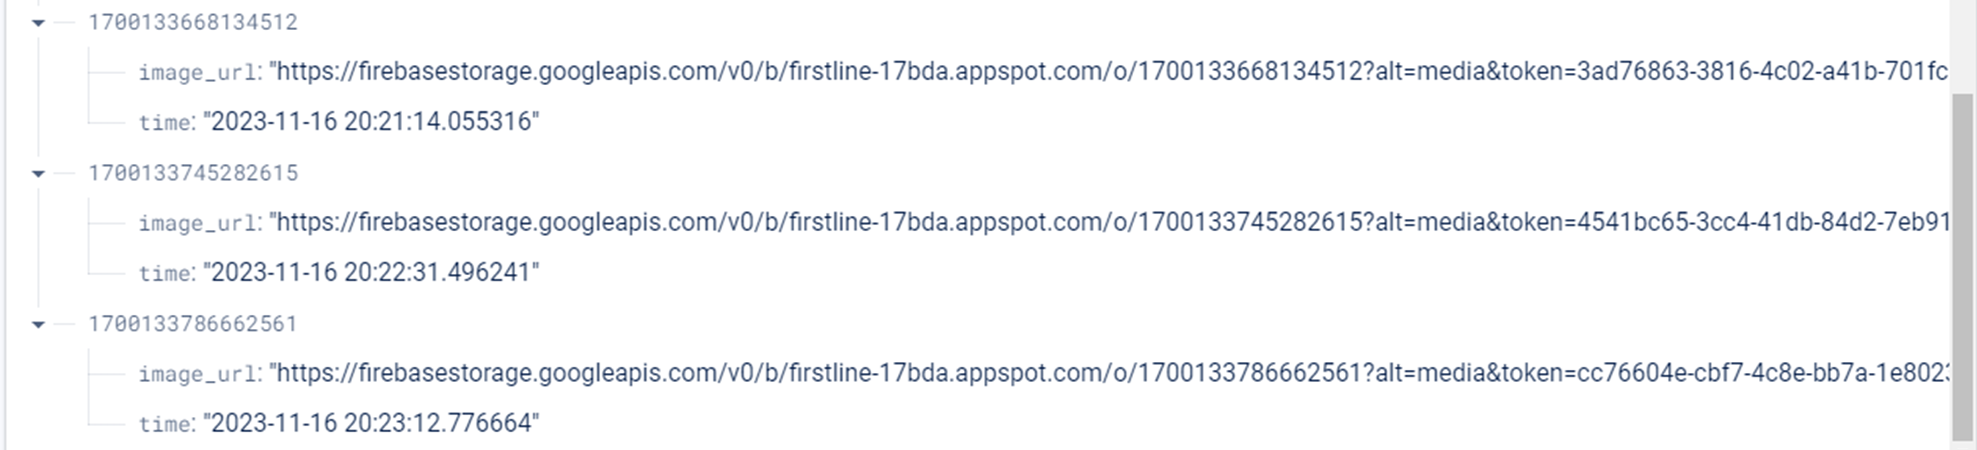 1700133668134512
image_url: "https://firebasestorage.googleapis.com/v0/b/firstline-17bda.appspot.com/o/1700133668134512?alt=media&token=3ad76863-3816-4c02-a41b-701fc
time: "2023-11-16 20:21:14.055316"
1700133745282615
image_url: "https://firebasestorage.googleapis.com/v0/b/firstline-17bda.appspot.com/o/1700133745282615?alt=media&token=4541bc65-3cc4-41db-84d2-7eb91
time: "2023-11-16 20:22:31.496241"
1700133786662561
image_url: "https://firebasestorage.googleapis.com/v0/b/firstline-17bda.appspot.com/o/1700133786662561?alt=media&token=cc76604e-cbf7-4c8e-bb7a-1e8023
time: "2023-11-16 20:23:12.776664"